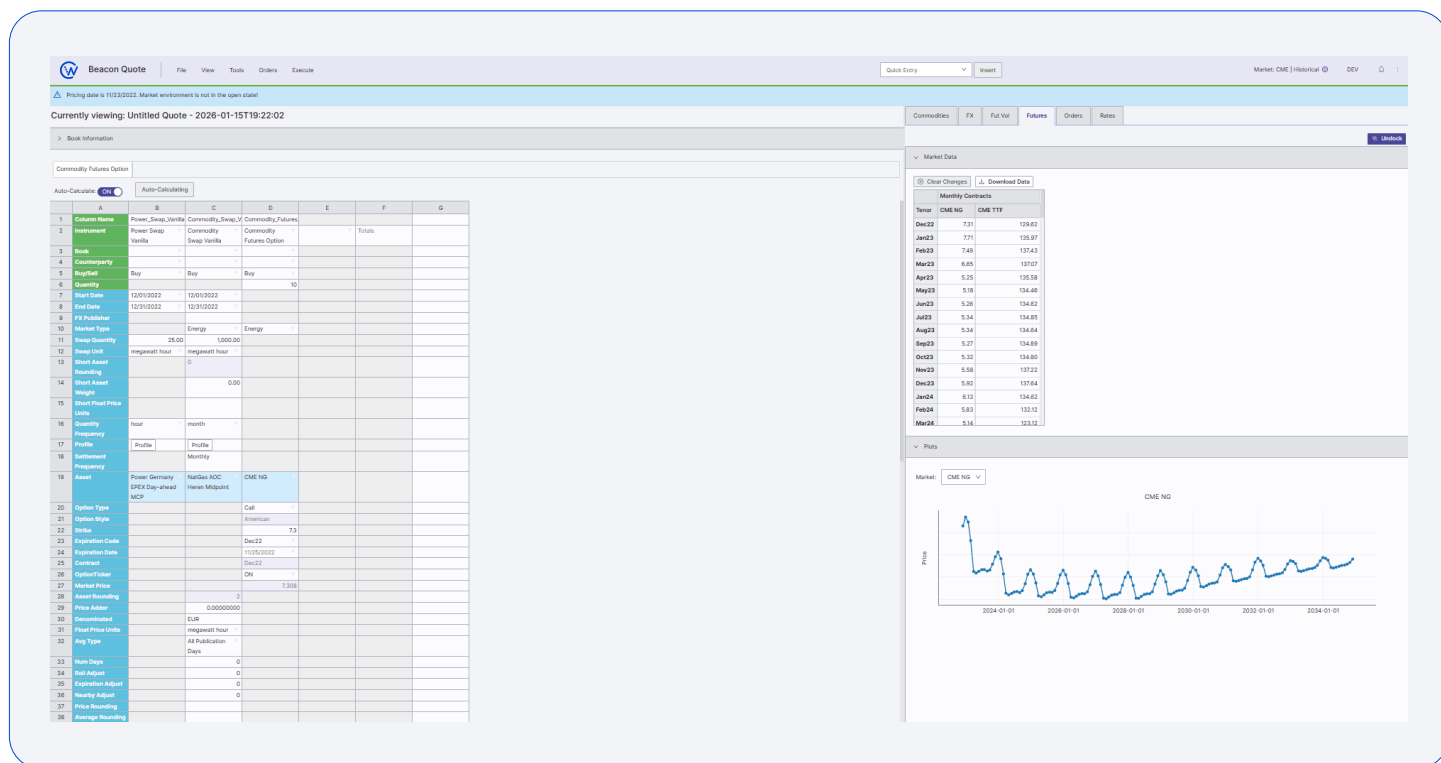 Beacon Quote File View Tools Orders Execute Quick Entry Insert Market: CME | Historical DEV
Pricing date is 11/23/2022. Market environment is not in the open state!
Currently viewing: Untitled Quote - 2026-01-15T19:22:02
> Book Information
Commodity Futures Option
Auto-Calculate: ON Auto-Calculating
A B C D E F G
1 Column Name Power_Swap_Vanilla Commodity_Swap_V Commodity_Futures_
2 Instrument Power Swap Vanilla Commodity Swap Vanilla Commodity Futures Option Totals
3 Book
4 Counterparty
5 Buy/Sell Buy Buy Buy
6 Quantity 10
7 Start Date 12/01/2022 12/01/2022
8 End Date 12/31/2022 12/31/2022
9 FX Publisher
10 Market Type Energy Energy
11 Swap Quantity 25.00 1,000.00
12 Swap Unit megawatt hour megawatt hour
13 Short Asset Rounding 0
14 Short Asset Weight 0.00
15 Short Float Price Units
16 Quantity Frequency hour month
17 Profile Profile Profile
18 Settlement Frequency Monthly
19 Asset Power Germany EPEX Day-ahead MCP NatGas AOC Heren Midpoint CME NG
20 Option Type Call
21 Option Style American
22 Strike 7.3
23 Expiration Code Dec22
24 Expiration Date 11/25/2022
25 Contract Dec22
26 OptionTicker ON
27 Market Price 7.308
28 Asset Rounding 2
29 Price Adder 0.00000000
30 Denominated EUR
31 Float Price Units megawatt hour
32 Avg Type All Publication Days
33 Num Days 0
34 Roll Adjust 0
35 Expiration Adjust 0
36 Nearby Adjust 0
37 Price Rounding
38 Average Rounding
Commodities FX Fut Vol Futures Orders Rates
Undock
Market Data
Clear Changes Download Data
Monthly Contracts
Tenor CME NG CME TTF
Dec22 7.31 129.62
Jan23 7.71 135.97
Feb23 7.49 137.43
Mar23 6.65 137.07
Apr23 5.25 135.58
May23 5.18 134.46
Jun23 5.26 134.62
Jul23 5.34 134.85
Aug23 5.34 134.64
Sep23 5.27 134.89
Oct23 5.32 134.80
Nov23 5.58 137.22
Dec23 5.92 137.64
Jan24 6.13 134.62
Feb24 5.83 132.12
Mar24 5.14 123.12
Plots
Market: CME NG
CME NG
Price
2024-01-01 2026-01-01 2028-01-01 2030-01-01 2032-01-01 2034-01-01